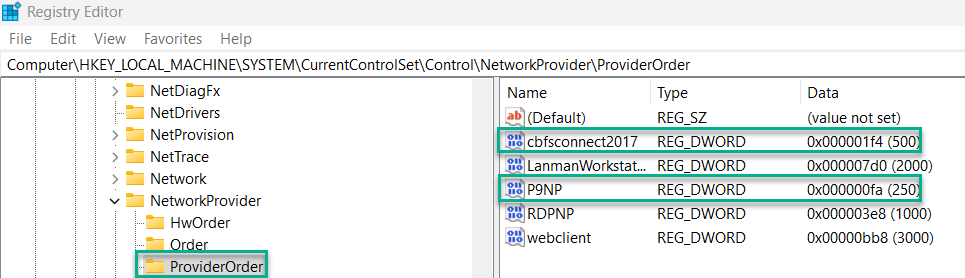 Registry Editor
File Edit View Favorites Help
Computer\HKEY_LOCAL_MACHINE\SYSTEM\CurrentControlSet\Control\NetworkProvider\ProviderOrder
NetDiagFx
NetDrivers
NetProvision
NetTrace
Network
NetworkProvider
HwOrder
Order
ProviderOrder
Name Type Data
ab (Default) REG_SZ (value not set)
cbfsconnect2017 REG_DWORD 0x000001f4 (500)
LanmanWorkstat... REG_DWORD 0x000007d0 (2000)
P9NP REG_DWORD 0x000000fa (250)
RDPNP REG_DWORD 0x000003e8 (1000)
webclient REG_DWORD 0x00000bb8 (3000)